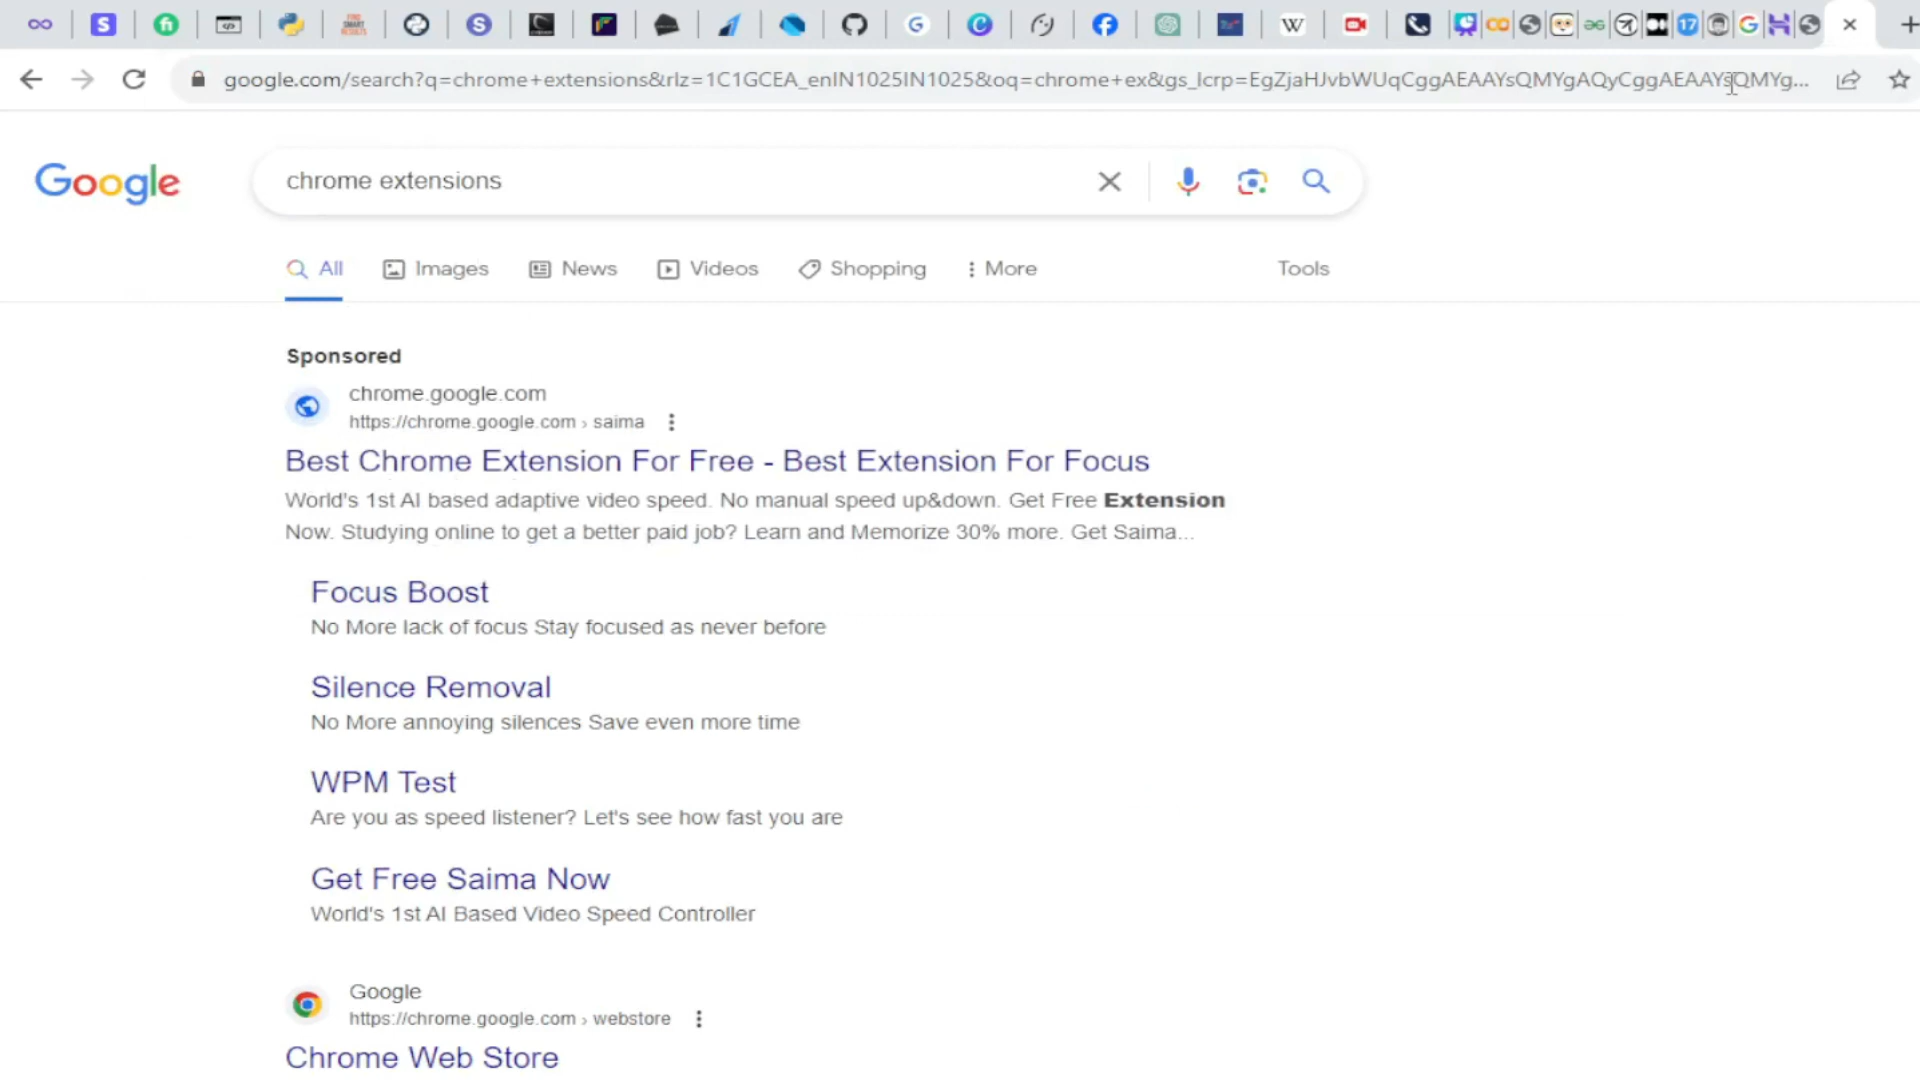 google.com/search?q=chrome+extensions&rlz=1C1GCEA_enIN1025IN1025&oq=chrome+ex&gs_lcrp=EgZjaHJvbWUqCggAEAAYsQMYgAQyCggAEAAYsQMYg...
Google
chrome extensions
All
Images
News
Videos
Shopping
More
Tools
Sponsored
chrome.google.com
https://chrome.google.com › saima
Best Chrome Extension For Free - Best Extension For Focus
World's 1st AI based adaptive video speed. No manual speed up&down. Get Free Extension
Now. Studying online to get a better paid job? Learn and Memorize 30% more. Get Saima...
Focus Boost
No More lack of focus Stay focused as never before
Silence Removal
No More annoying silences Save even more time
WPM Test
Are you as speed listener? Let's see how fast you are
Get Free Saima Now
World's 1st AI Based Video Speed Controller
Google
https://chrome.google.com › webstore
Chrome Web Store